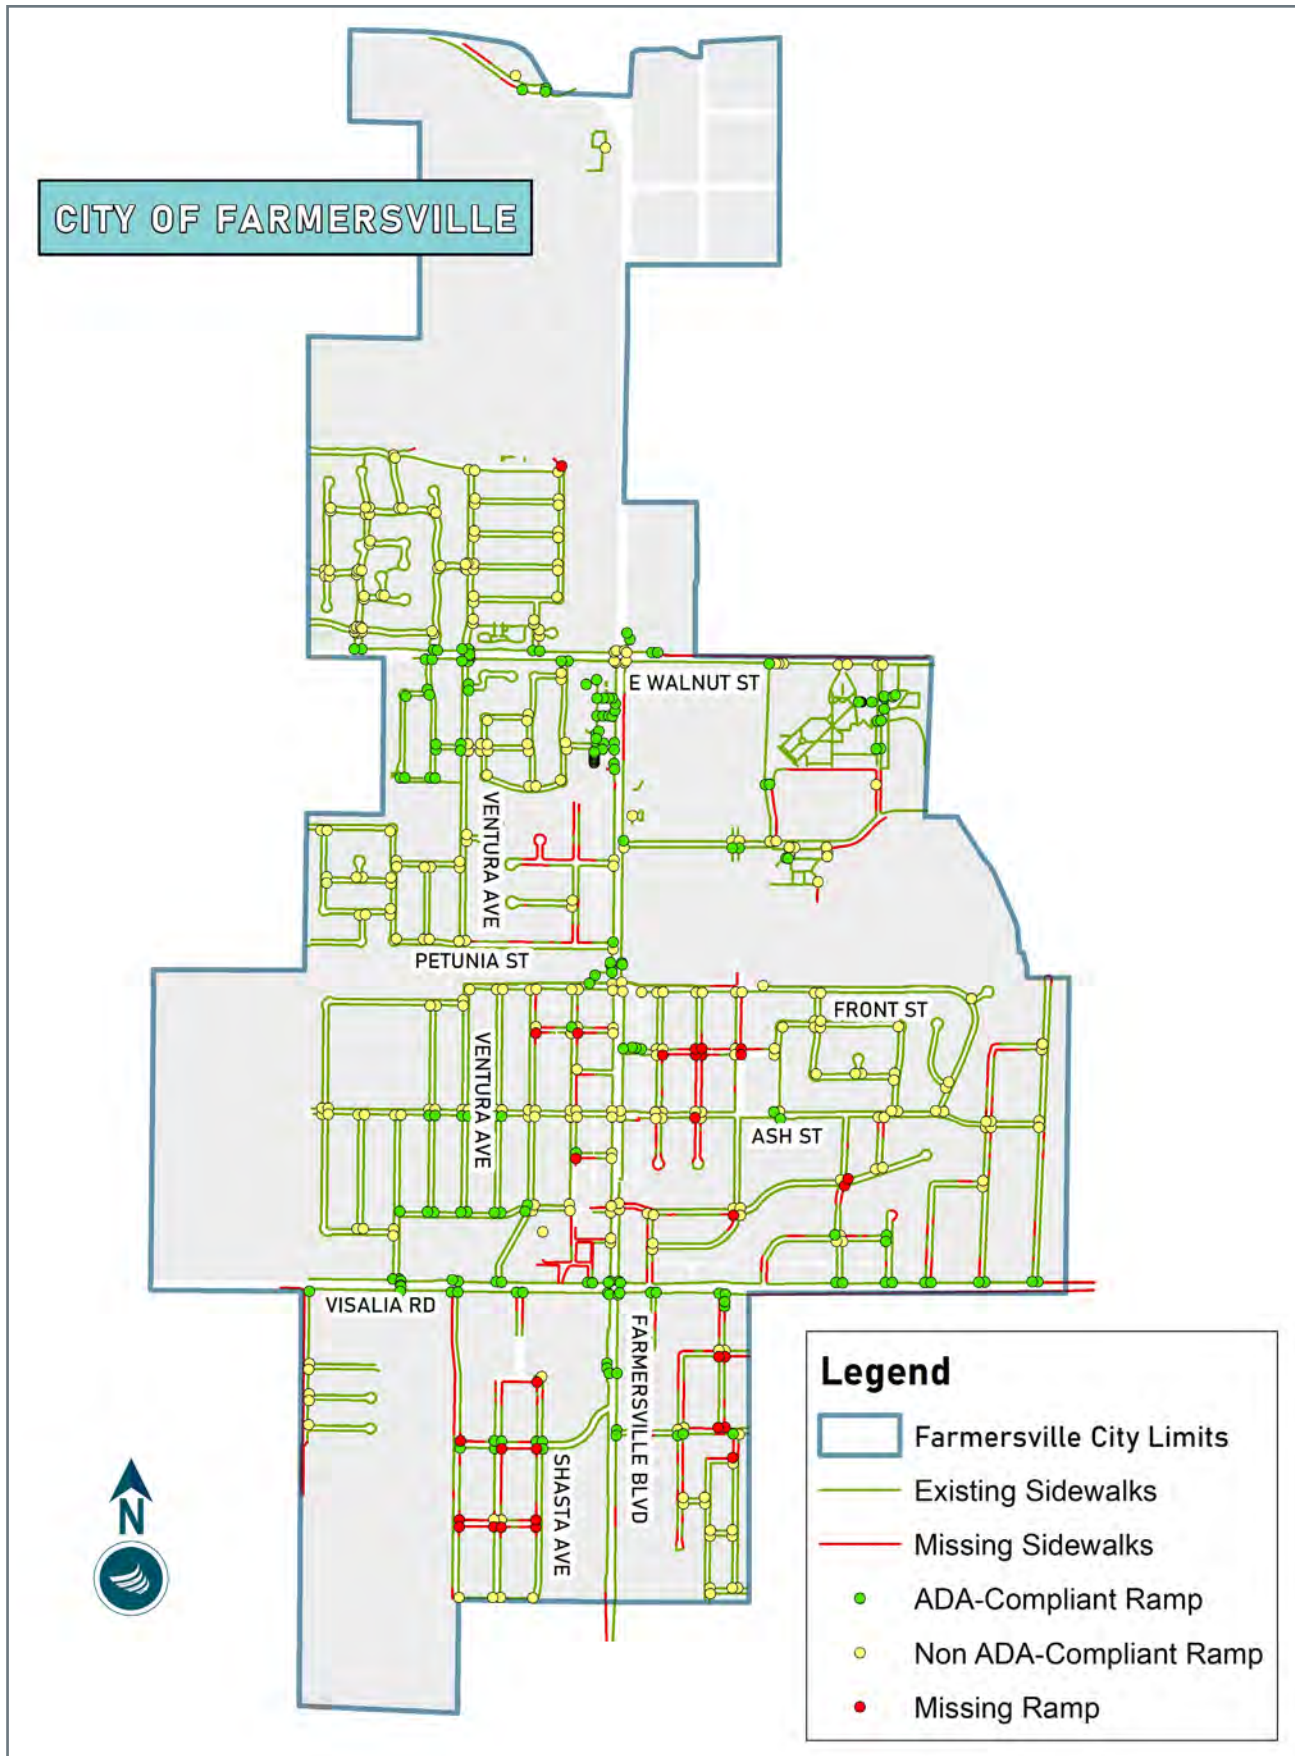 CITY OF FARMERSVILLE
E WALNUT ST
VENTURA AVE
PETUNIA ST
FRONT ST
VENTURA AVE
ASH ST
VISALIA RD
FARMERSVILLE BLVD
SHASTA AVE
N
Legend
Farmersville City Limits
Existing Sidewalks
Missing Sidewalks
ADA-Compliant Ramp
Non ADA-Compliant Ramp
Missing Ramp